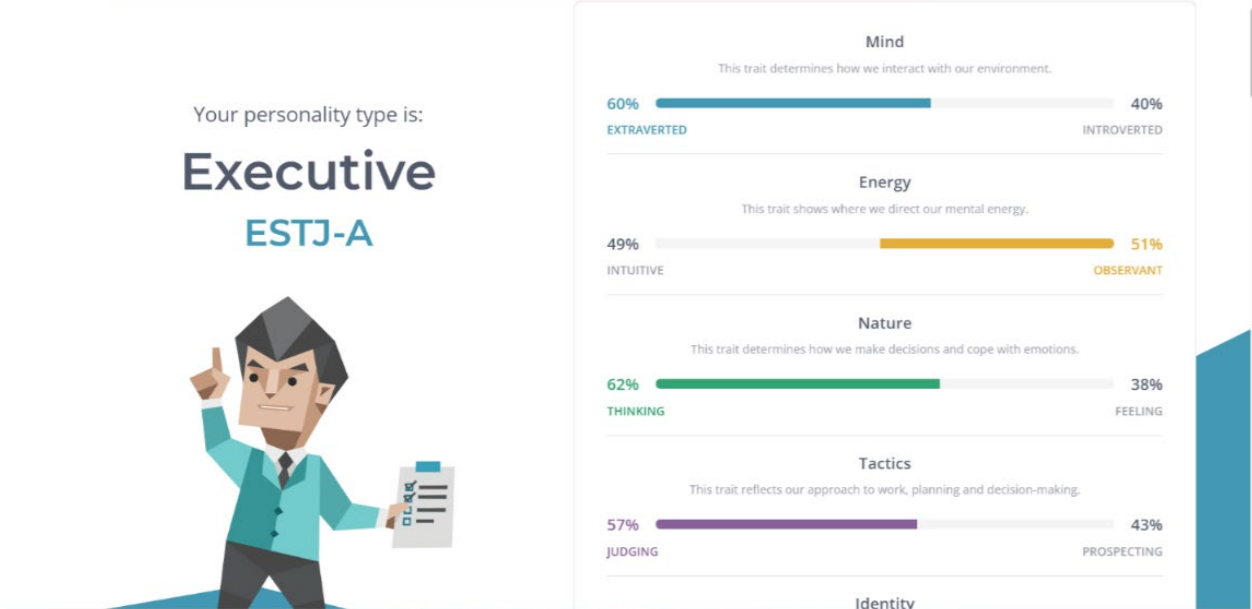 Your personality type is:
Executive
ESTJ-A
Mind
This trait determines how we interact with our environment.
60% 40%
EXTRAVERTED INTROVERTED
Energy
This trait shows where we direct our mental energy.
49% 51%
INTUITIVE OBSERVANT
Nature
This trait determines how we make decisions and cope with emotions.
62% 38%
THINKING FEELING
Tactics
This trait reflects our approach to work, planning and decision-making.
57% 43%
JUDGING PROSPECTING
Identity